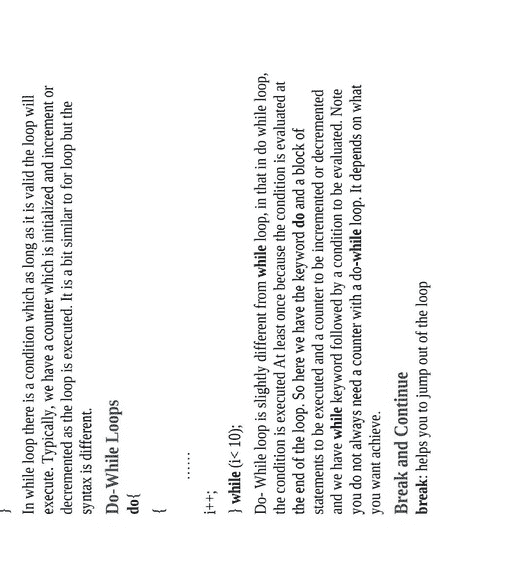 }
In while loop there is a condition which as long as it is valid the loop will
execute. Typically, we have a counter which is initialized and increment or
decremented as the loop is executed. It is a bit similar to for loop but the
syntax is different.
Do-While Loops
do{
{
......
i++;
} while (i< 10);
Do- While loop is slightly different from while loop, in that in do while loop,
the condition is executed At least once because the condition is evaluated at
the end of the loop. So here we have the keyword do and a block of
statements to be executed and a counter to be incremented or decremented
and we have while keyword followed by a condition to be evaluated. Note
you do not always need a counter with a do-while loop. It depends on what
you want achieve.
Break and Continue
break: helps you to jump out of the loop